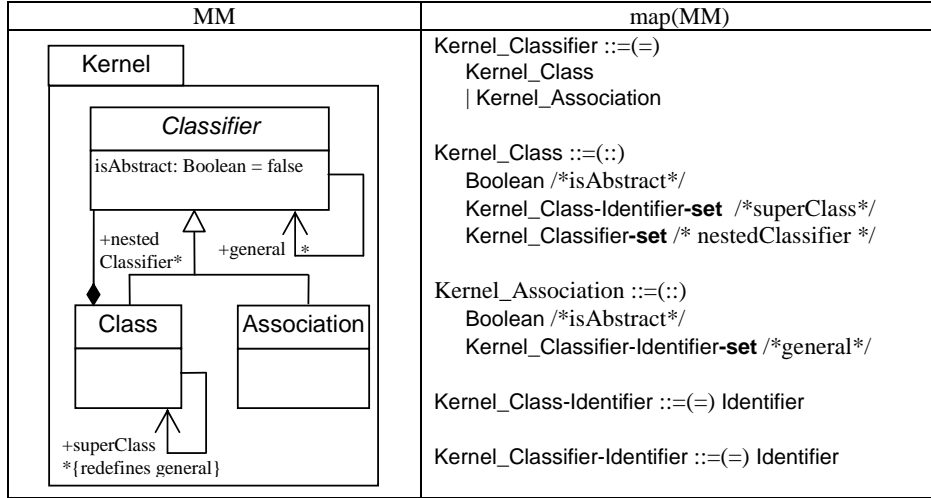 MM
map(MM)
Kernel
Classifier
isAbstract: Boolean = false
+nested
Classifier*
+general
*
Class
Association
+superClass
*{redefines general}
Kernel_Classifier ::=(=)
Kernel_Class
| Kernel_Association
Kernel_Class ::=(::)
Boolean /*isAbstract*/
Kernel_Class-Identifier-set /*superClass*/
Kernel_Classifier-set /* nestedClassifier */
Kernel_Association ::=(::)
Boolean /*isAbstract*/
Kernel_Classifier-Identifier-set /*general*/
Kernel_Class-Identifier ::=(=) Identifier
Kernel_Classifier-Identifier ::=(=) Identifier